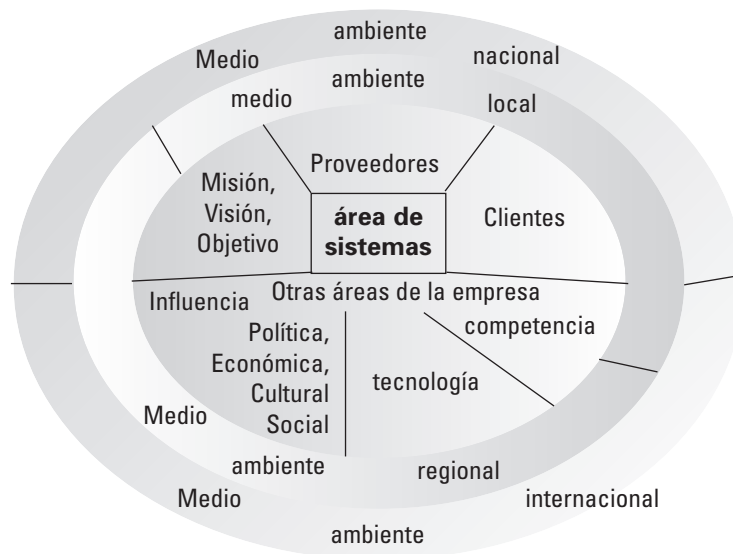 Medio ambiente nacional
medio ambiente local
Proveedores
Misión,
Visión,
Objetivo
área de
sistemas
Clientes
Otras áreas de la empresa
Influencia
Política,
Económica,
Cultural
Social
tecnología
competencia
Medio ambiente regional
Medio ambiente internacional